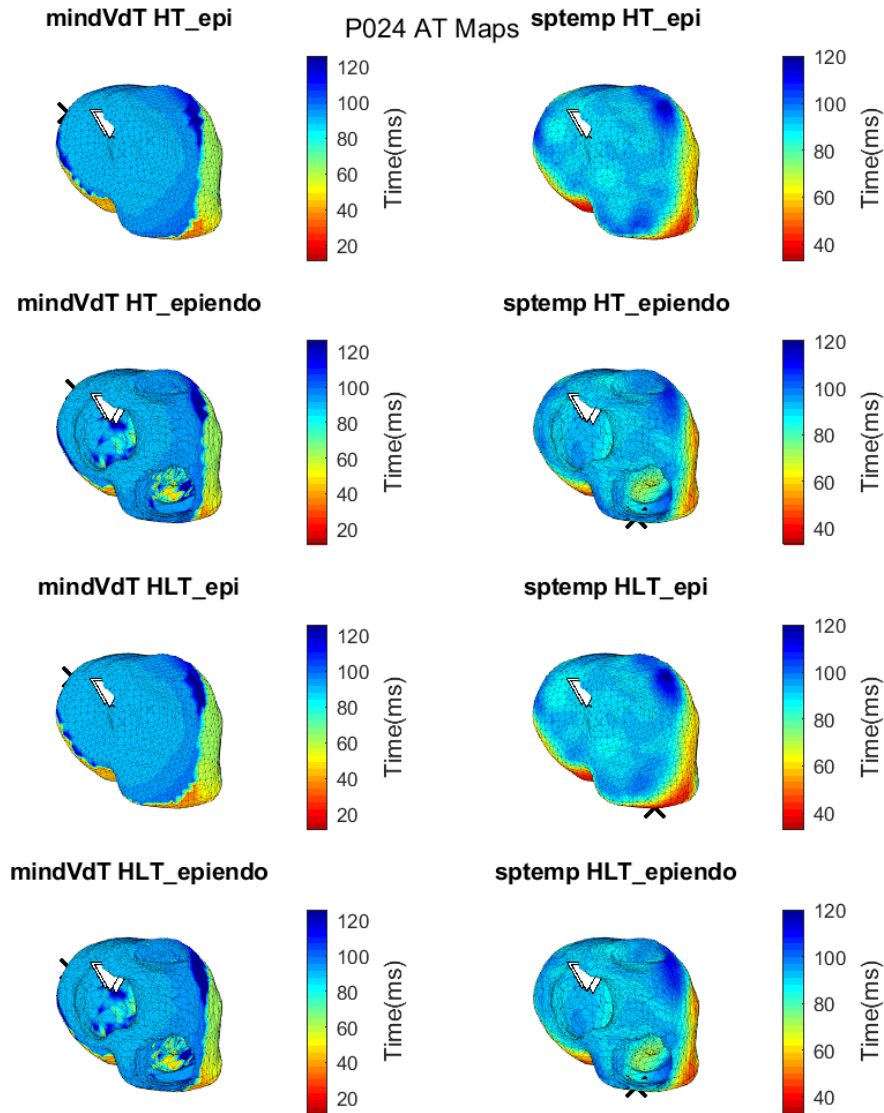 P024 AT Maps
mindVdT HT_epi
120
100
80
60
40
20
Time(ms)
sptemp HT_epi
120
100
80
60
40
Time(ms)
mindVdT HT_epiendo
120
100
80
60
40
20
Time(ms)
sptemp HT_epiendo
120
100
80
60
40
Time(ms)
mindVdT HLT_epi
120
100
80
60
40
20
Time(ms)
sptemp HLT_epi
120
100
80
60
40
Time(ms)
mindVdT HLT_epiendo
120
100
80
60
40
20
Time(ms)
sptemp HLT_epiendo
120
100
80
60
40
Time(ms)